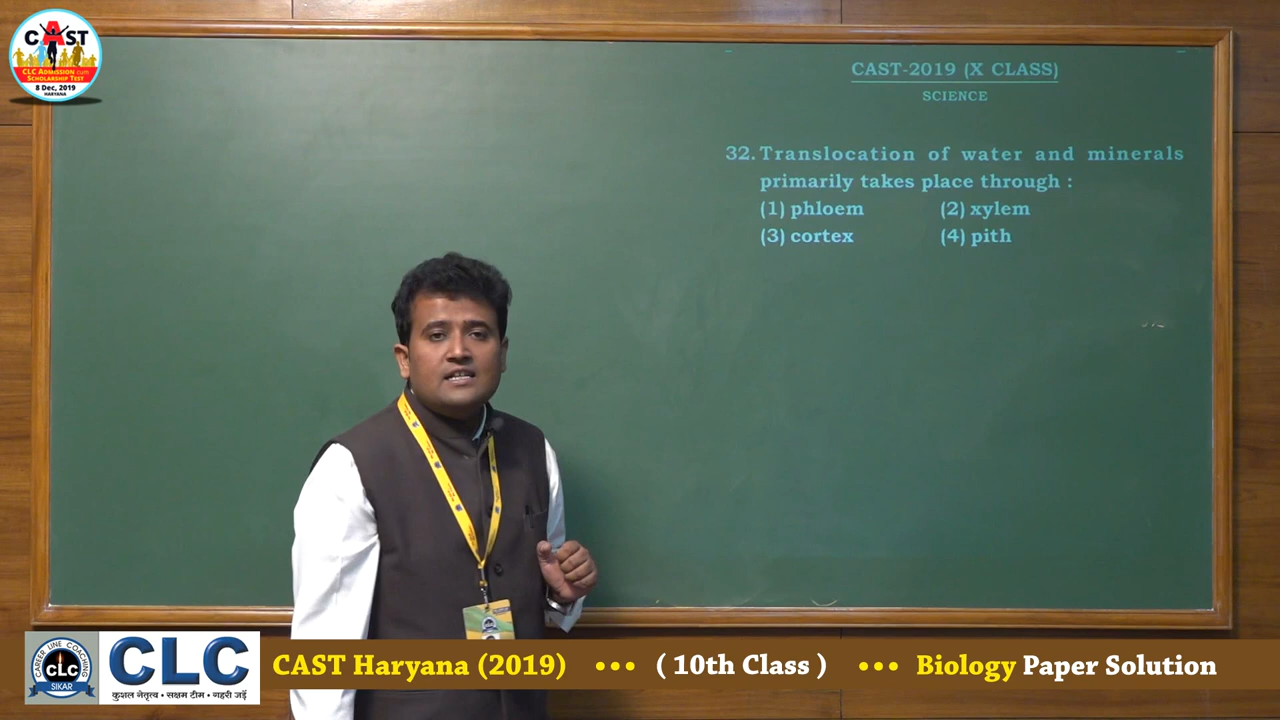 CAST
CLC ADMISSION cum
SCHOLARSHIP TEST
8 Dec, 2019
HARYANA
CAST-2019 (X CLASS)
SCIENCE
32. Translocation of water and minerals
primarily takes place through :
(1) phloem (2) xylem
(3) cortex (4) pith
CAREER LINE COACHING
CLC
SIKAR
CLC
कुशल नेतृत्व • सक्षम टीम • गहरी जड़ें
CAST Haryana (2019) ••• ( 10th Class ) ••• Biology Paper Solution